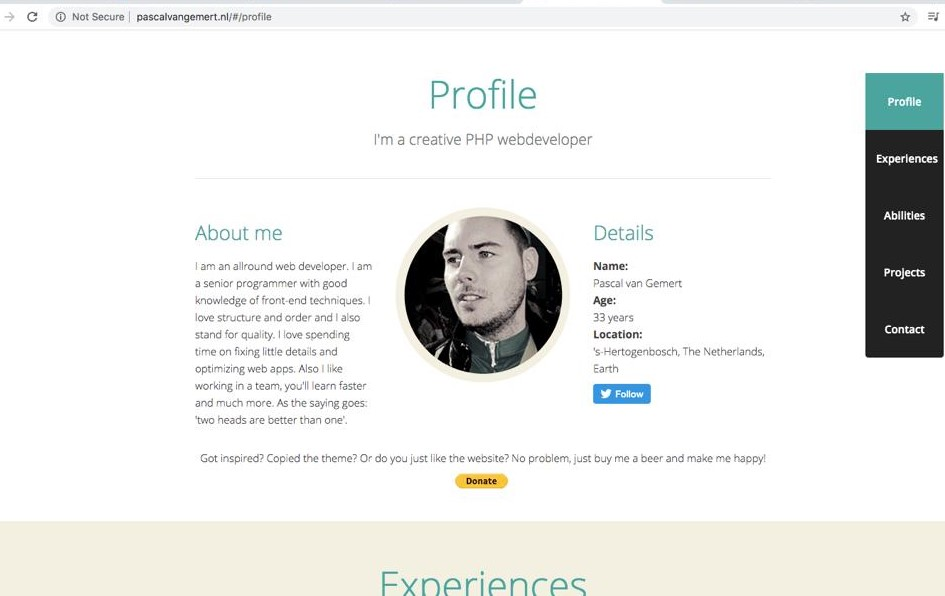 Not Secure | pascalvangemert.nl/#/profile
Profile
I'm a creative PHP webdeveloper
About me
I am an allround web developer. I am
a senior programmer with good
knowledge of front-end techniques. I
love structure and order and I also
stand for quality. I love spending
time on fixing little details and
optimizing web apps. Also I like
working in a team, you'll learn faster
and much more. As the saying goes:
'two heads are better than one'.
Details
Name:
Pascal van Gemert
Age:
33 years
Location:
's-Hertogenbosch, The Netherlands,
Earth
Follow
Got inspired? Copied the theme? Or do you just like the website? No problem, just buy me a beer and make me happy!
Donate
Profile
Experiences
Abilities
Projects
Contact
Experiences